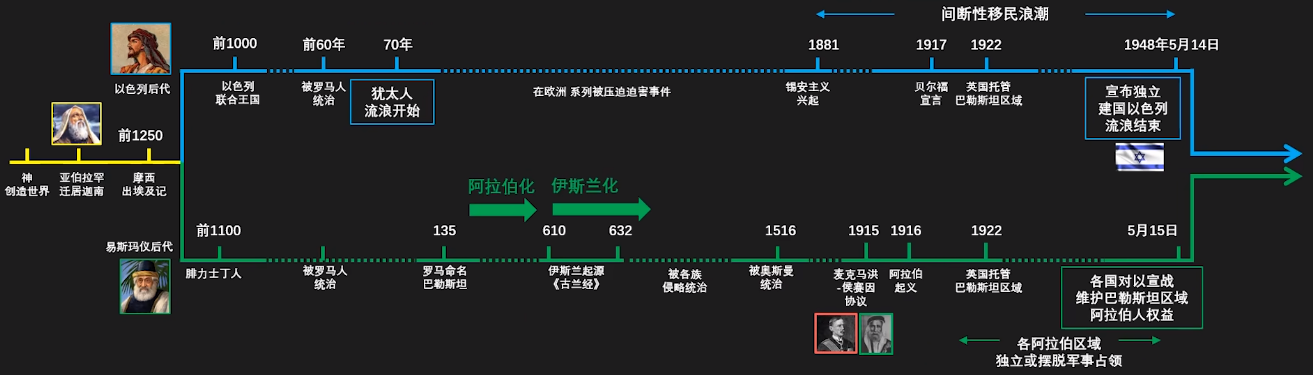 间断性移民浪潮
前1000
前60年
70年
1881
1917
1922
1948年5月14日
以色列后代
以色列
联合王国
被罗马人
统治
犹太人
流浪开始
在欧洲 系列被压迫迫害事件
锡安主义
兴起
贝尔福
宣言
英国托管
巴勒斯坦区域
宣布独立
建国以色列
流浪结束
前1250
神
创造世界
亚伯拉罕
迁居迦南
摩西
出埃及记
阿拉伯化
伊斯兰化
易斯玛仪后代
前1100
135
610
632
1516
1915
1916
1922
5月15日
腓力士丁人
被罗马人
统治
罗马命名
巴勒斯坦
伊斯兰起源
《古兰经》
被各族
侵略统治
被奥斯曼
统治
麦克马洪
-侯赛因
协议
阿拉伯
起义
英国托管
巴勒斯坦区域
各国对以宣战
维护巴勒斯坦区域
阿拉伯人权益
各阿拉伯区域
独立或摆脱军事占领